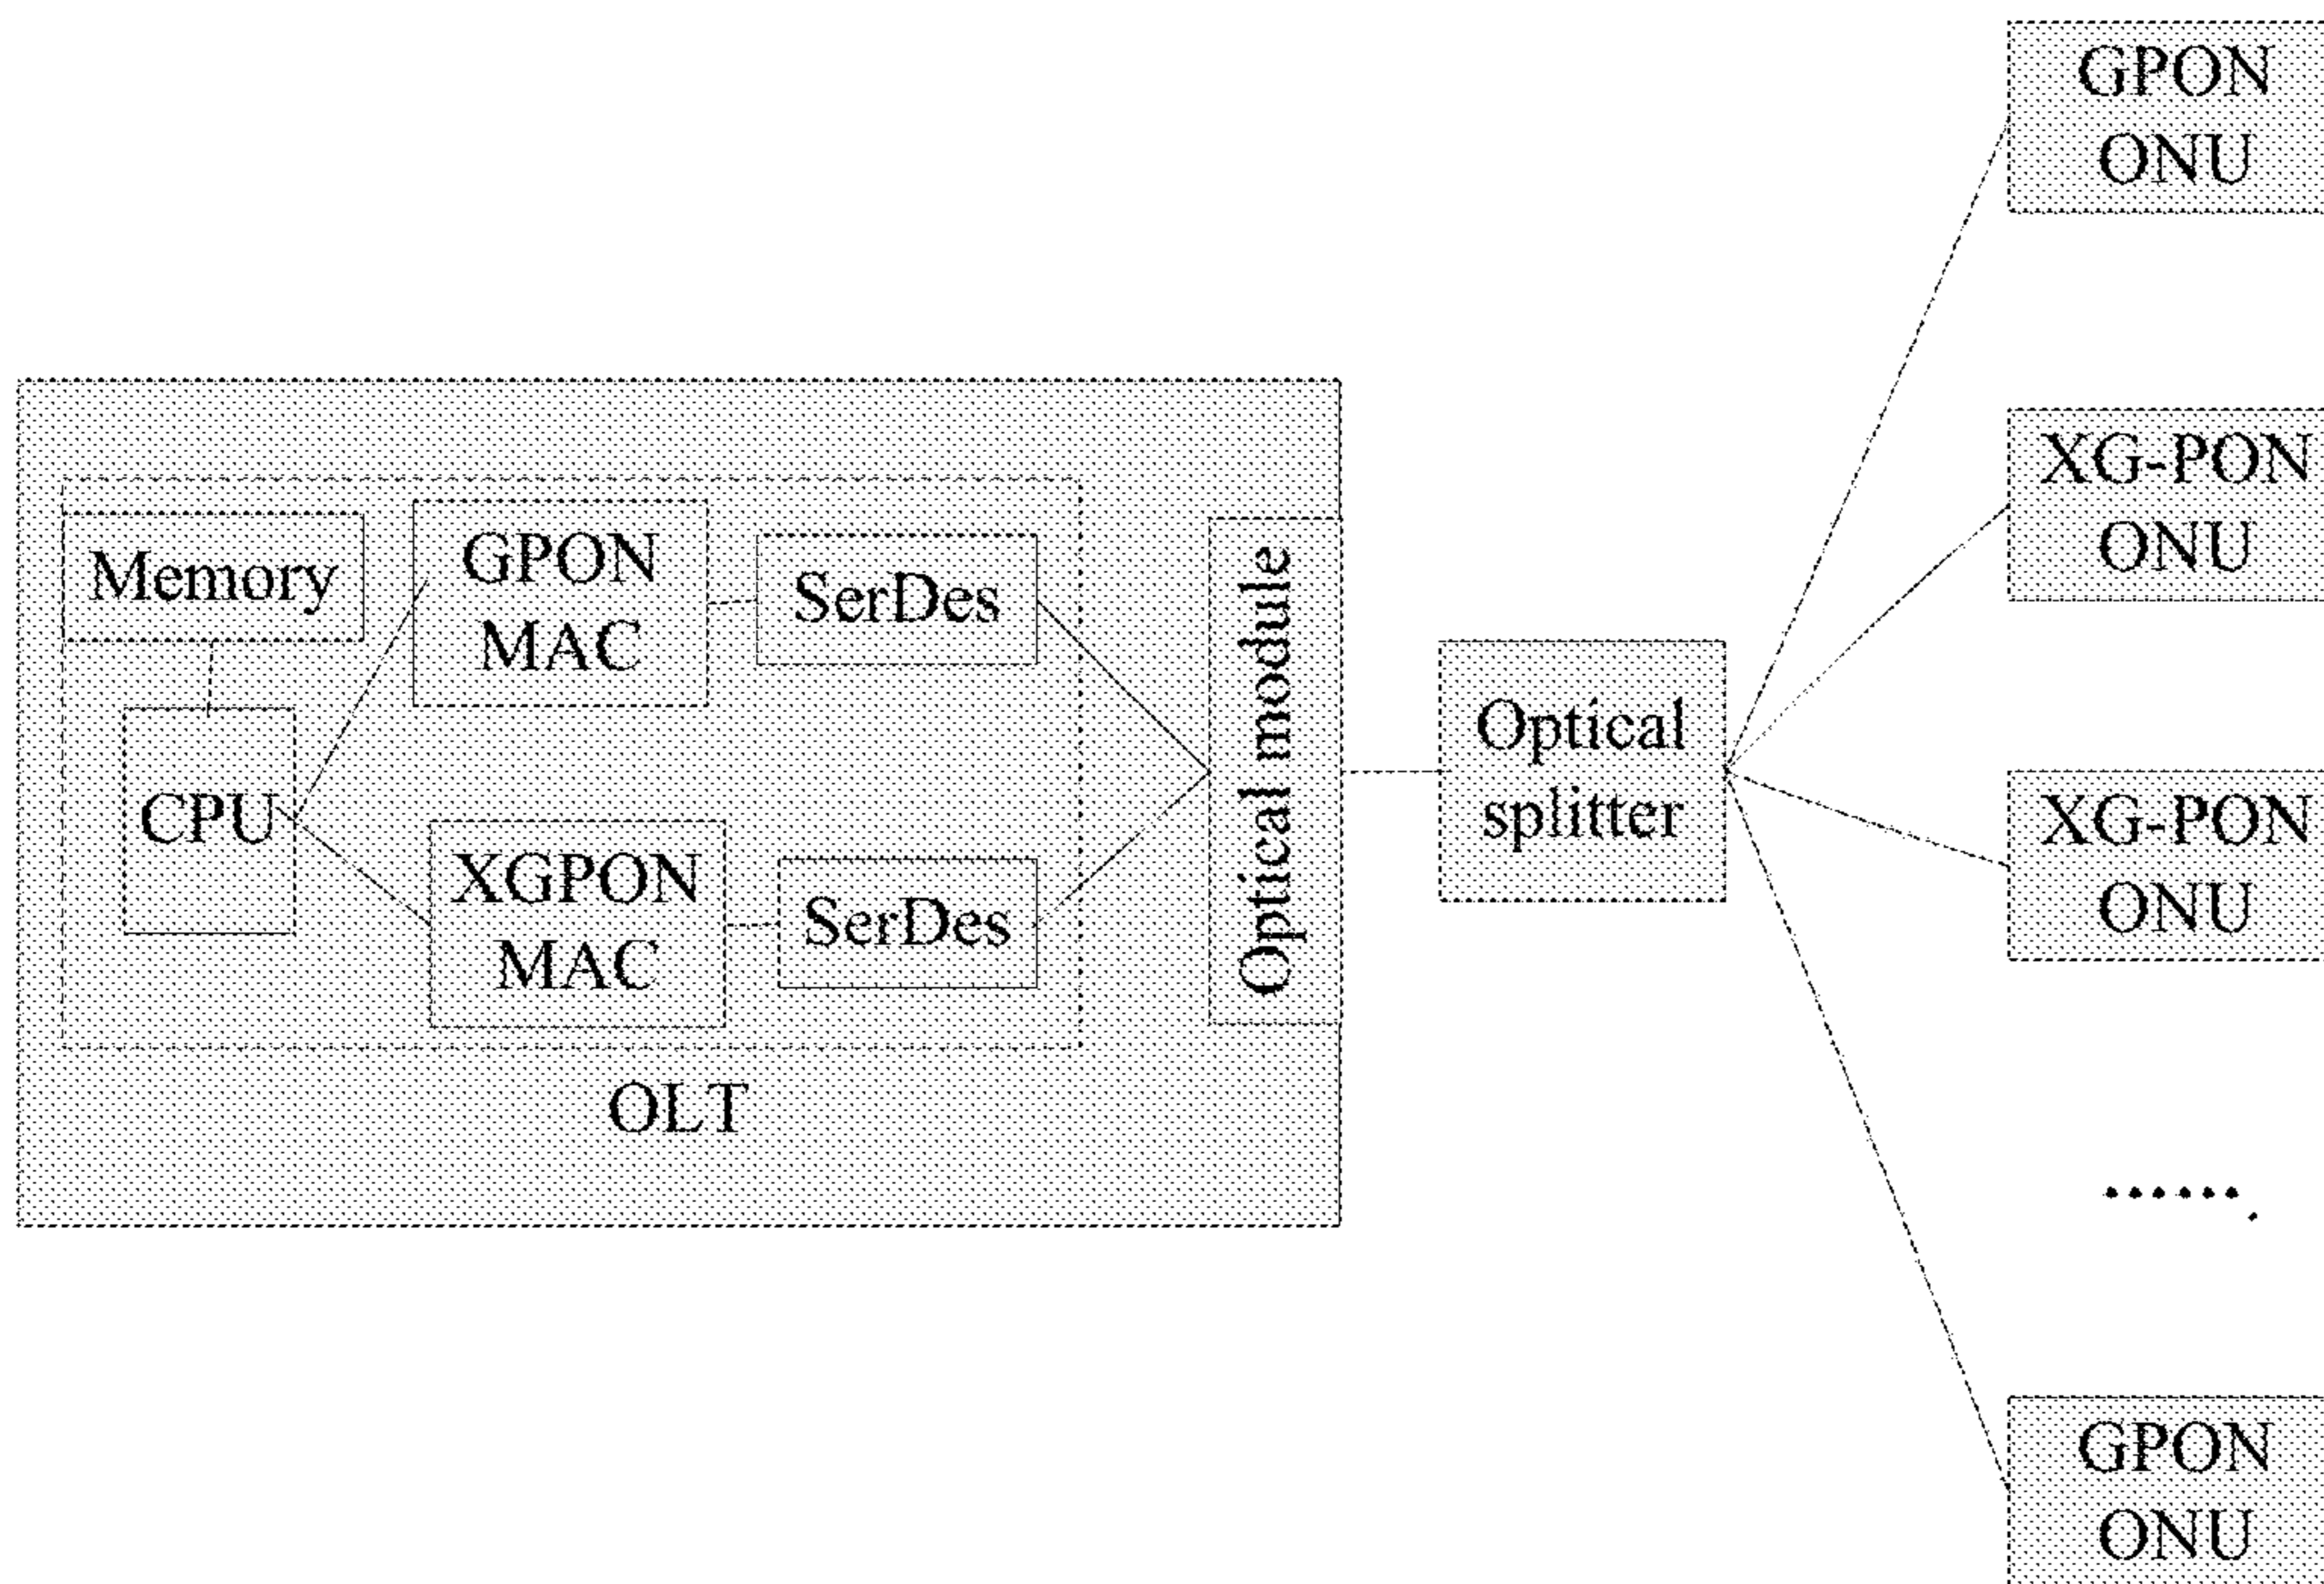 GPON
ONU
XG-PON
ONU
Memory
GPON
MAC
SerDes
CPU
XGPON
MAC
SerDes
Optical module
OLT
Optical
splitter
XG-PON
ONU
......
GPON
ONU